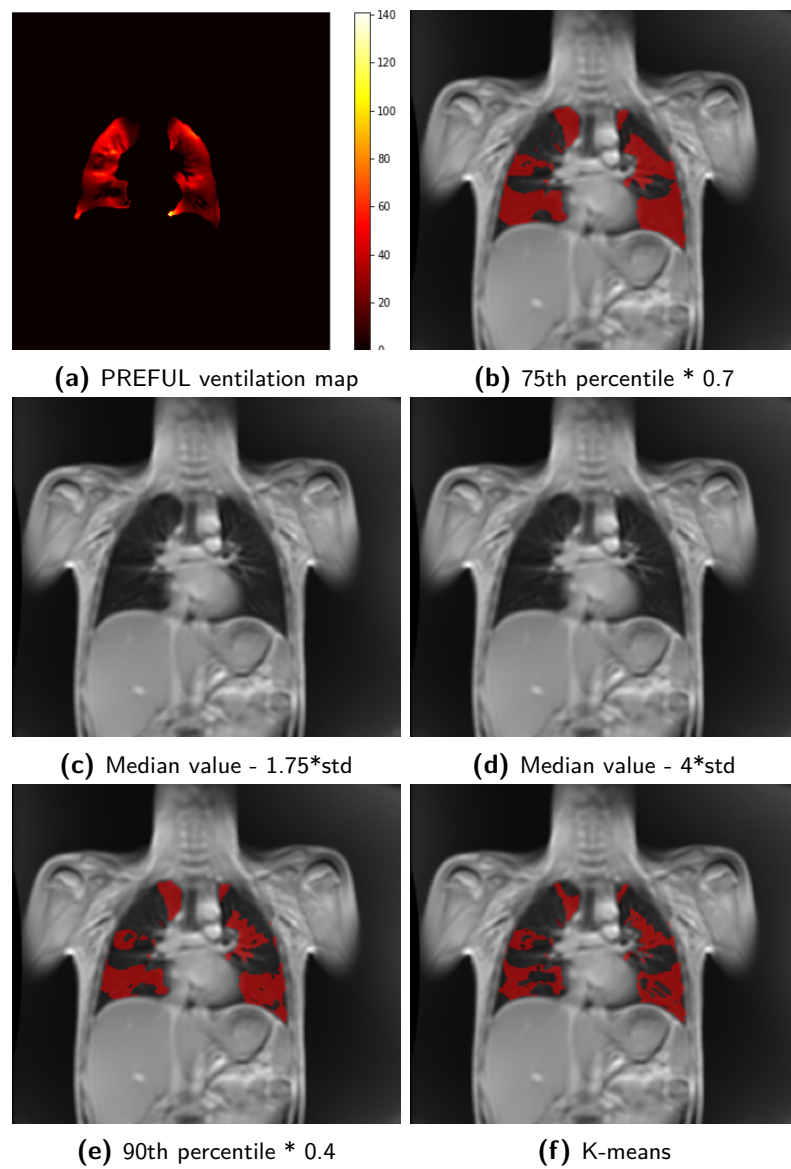 140
120
100
80
60
40
20
0
(a) PREFUL ventilation map
(b) 75th percentile * 0.7
(c) Median value - 1.75*std
(d) Median value - 4*std
(e) 90th percentile * 0.4
(f) K-means